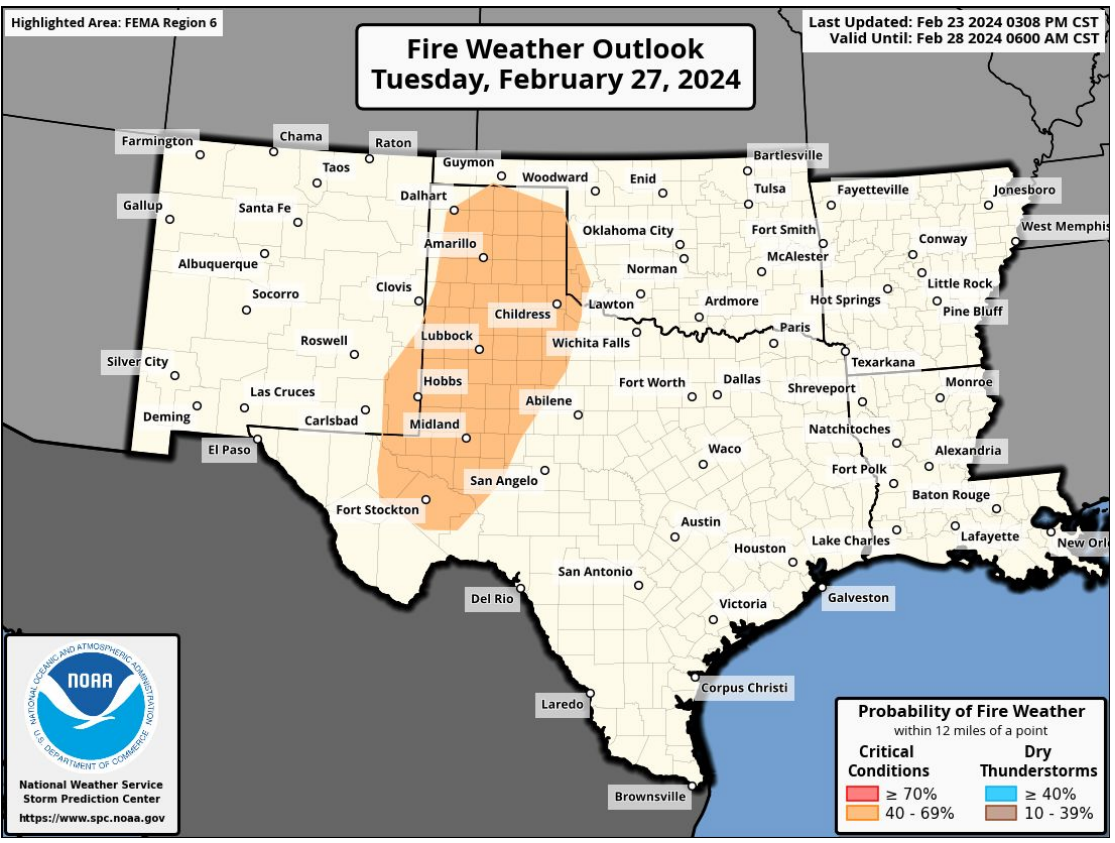 Highlighted Area: FEMA Region 6
Last Updated: Feb 23 2024 0308 PM CST
Valid Until: Feb 28 2024 0600 AM CST
Fire Weather Outlook
Tuesday, February 27, 2024
Farmington
Chama
Raton
Taos
Guymon
Woodward
Enid
Bartlesville
Tulsa
Fayetteville
Jonesboro
Gallup
Santa Fe
Dalhart
Oklahoma City
Fort Smith
West Memphis
Albuquerque
Amarillo
Norman
McAlester
Conway
Socorro
Clovis
Childress
Lawton
Ardmore
Hot Springs
Little Rock
Pine Bluff
Roswell
Lubbock
Wichita Falls
Paris
Texarkana
Silver City
Las Cruces
Hobbs
Fort Worth
Dallas
Shreveport
Monroe
Deming
Carlsbad
Midland
Abilene
Natchitoches
El Paso
San Angelo
Waco
Fort Polk
Alexandria
Fort Stockton
Baton Rouge
Austin
Houston
Lake Charles
Lafayette
New Orl
San Antonio
Del Rio
Victoria
Galveston
Laredo
Corpus Christi
Brownsville
NATIONAL OCEANIC AND ATMOSPHERIC ADMINISTRATION
NOAA
U.S. DEPARTMENT OF COMMERCE
National Weather Service
Storm Prediction Center
https://www.spc.noaa.gov
Probability of Fire Weather
within 12 miles of a point
Critical Conditions
≥ 70%
40 - 69%
Dry Thunderstorms
≥ 40%
10 - 39%